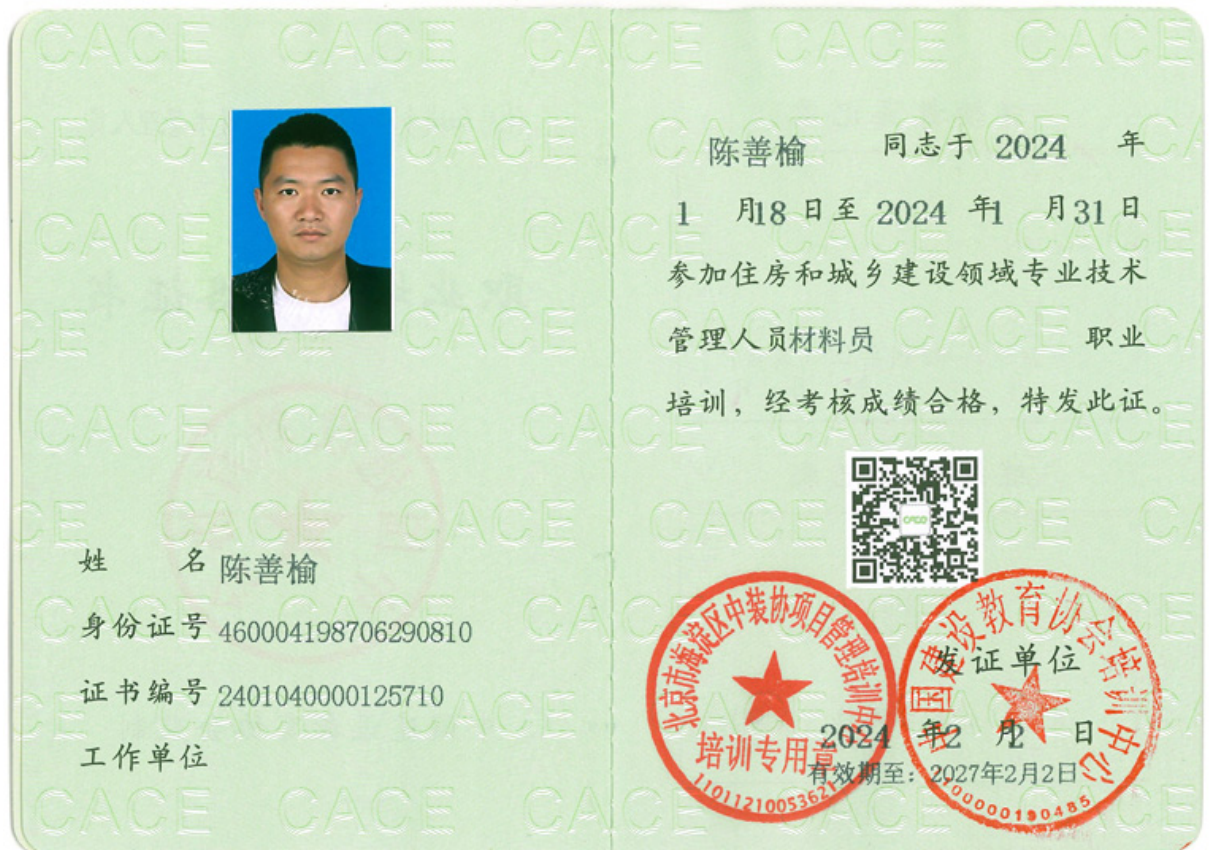 姓 名 陈善榆
身份证号 460004198706290810
证书编号 2401040000125710
工作单位
陈善榆 同志于 2024 年
1 月18 日至 2024 年1 月31日
参加住房和城乡建设领域专业技术
管理人员材料员 职业
培训，经考核成绩合格，特发此证。
北京市海淀区中装协项目管理培训中心
培训专用章
1101121005362
中国建设教育协会培训中心
100000190485
发证单位
2024 年2 月2 日
有效期至：2027年2月2日
CACE